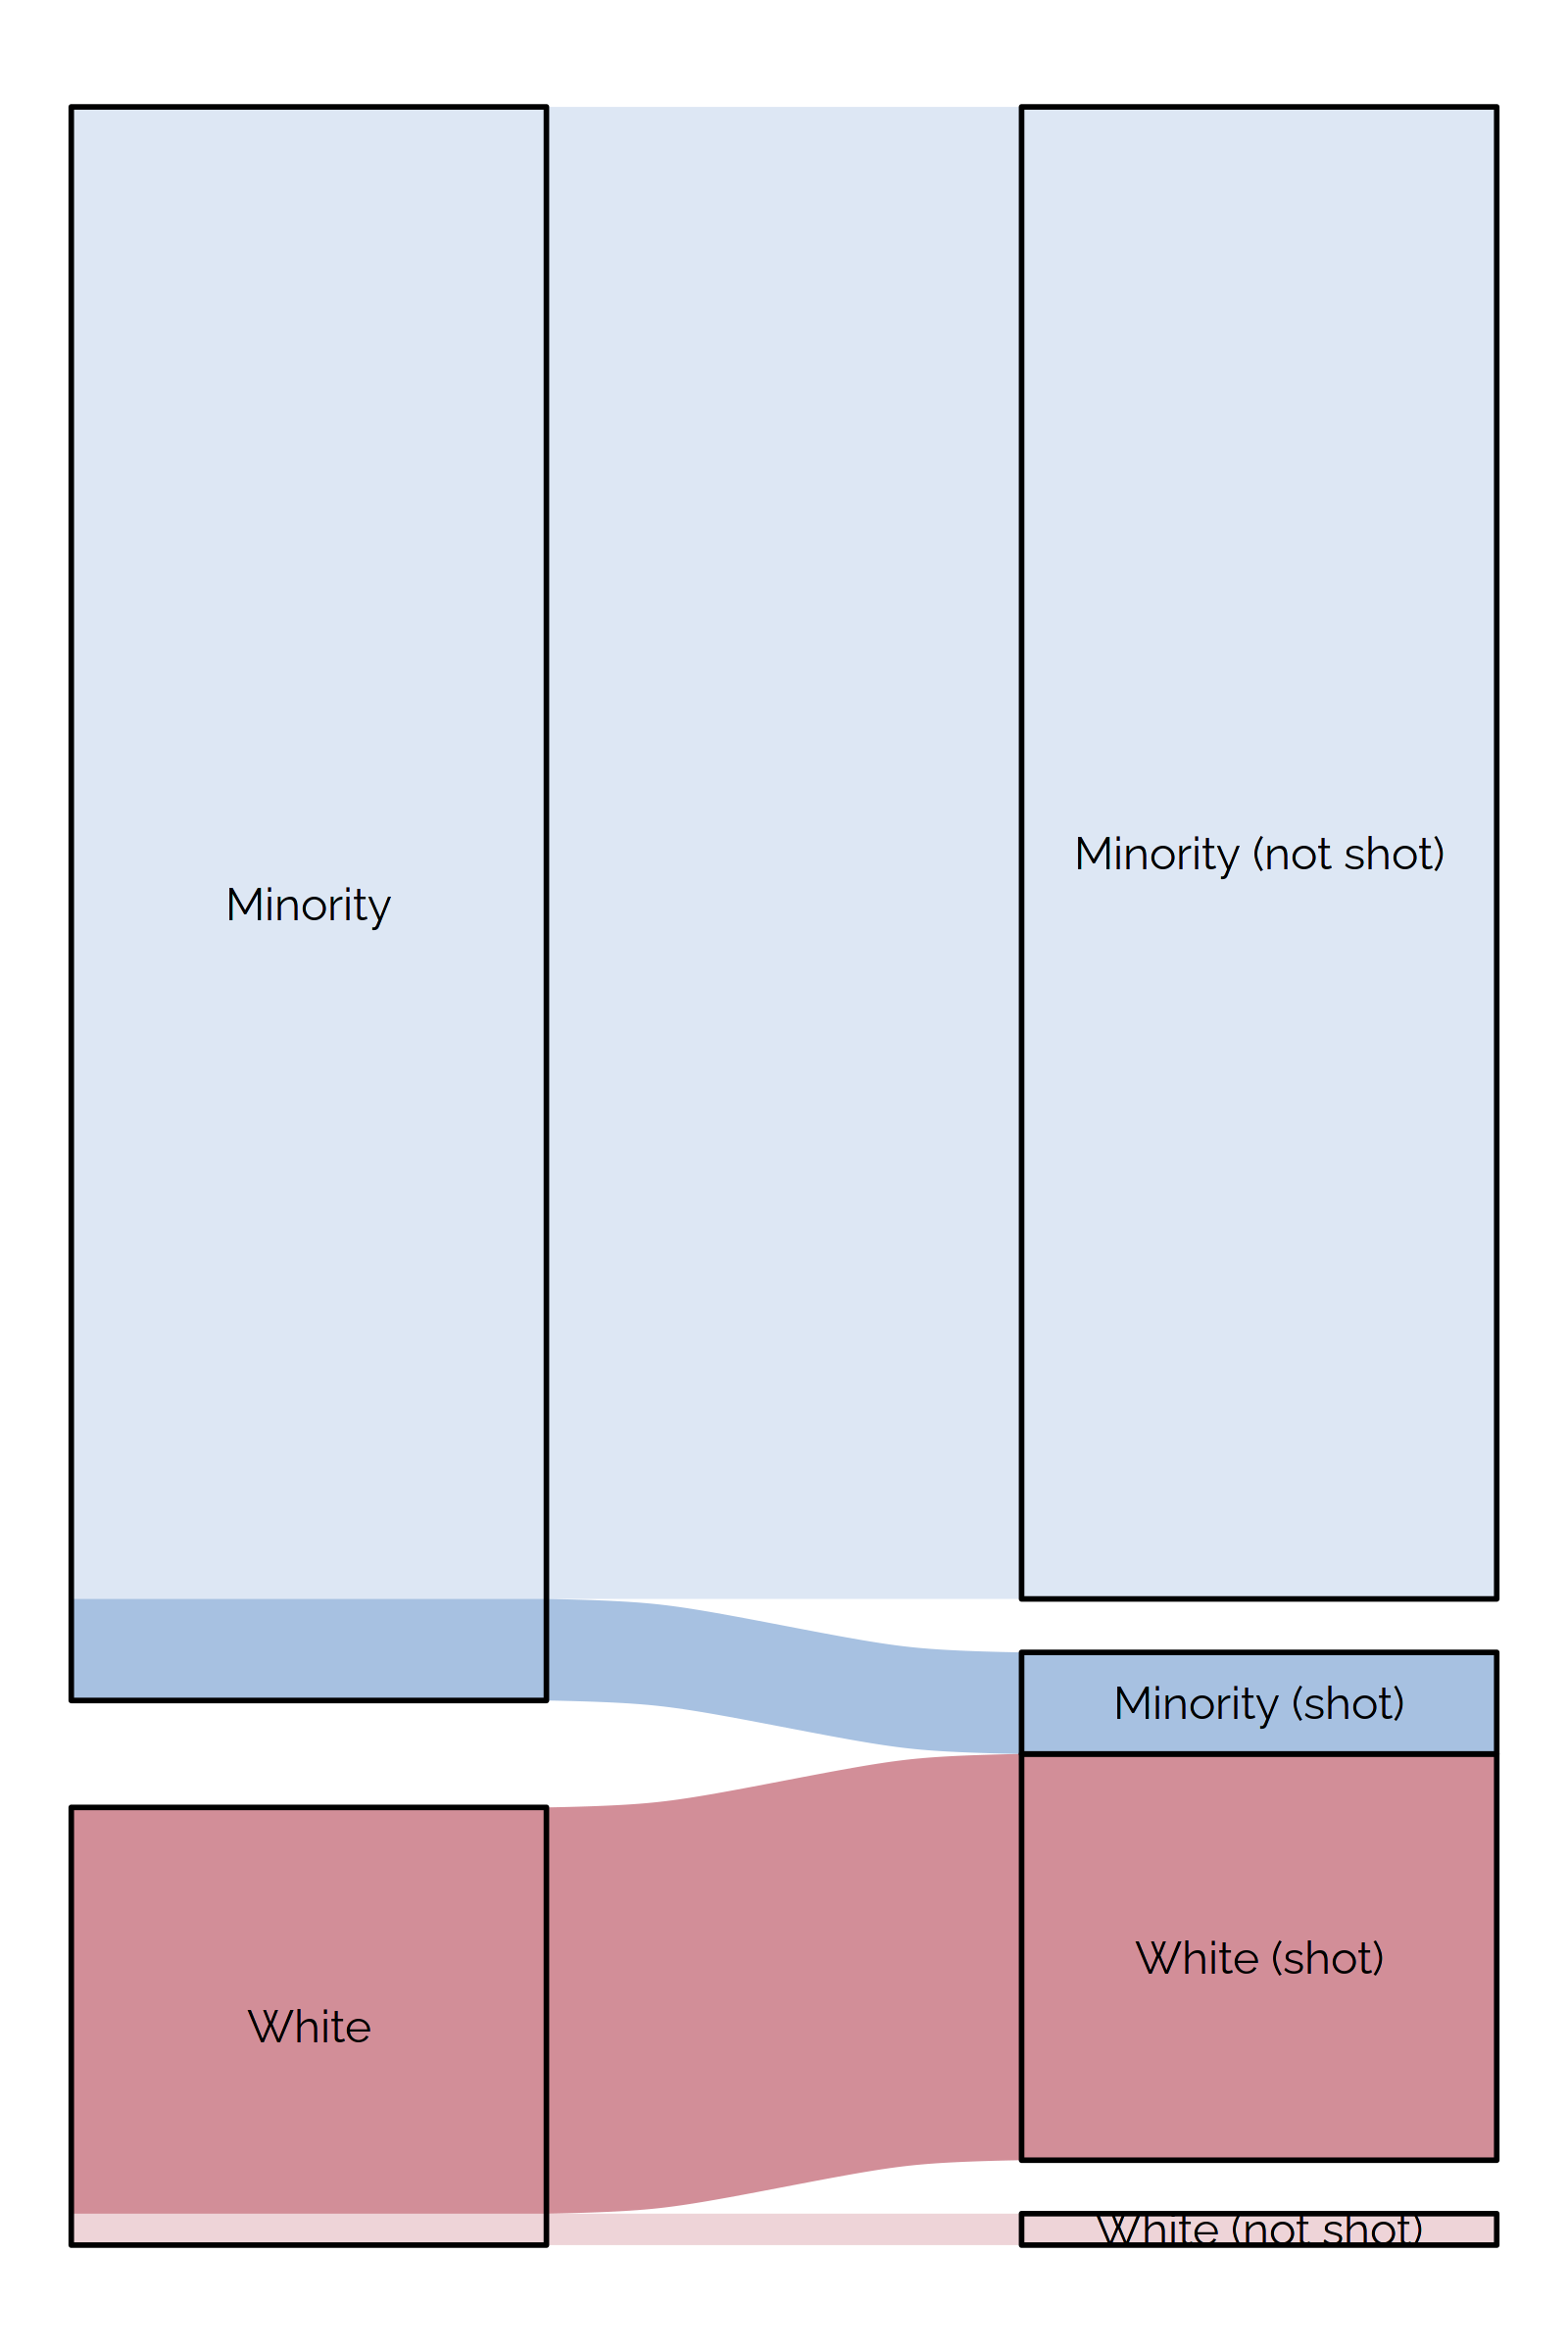 Minority
Minority (not shot)
Minority (shot)
White (shot)
White
White (not shot)